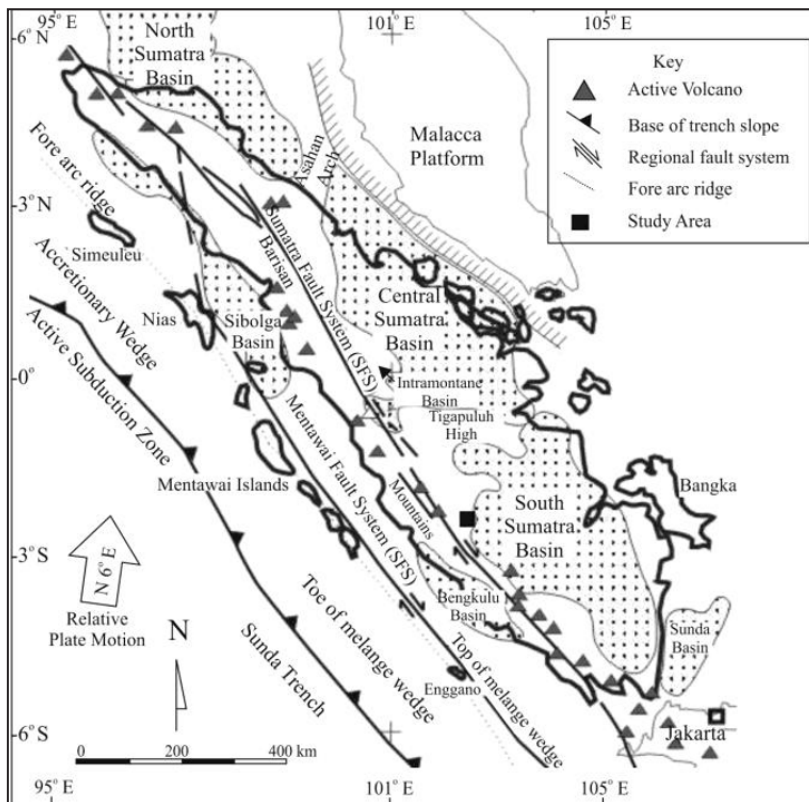 95° E
101° E
105° E
6° N
3°N
0°
3°S
6°S
North
Sumatra
Basin
Key
Active Volcano
Base of trench slope
Regional fault system
Fore arc ridge
Study Area
Malacca
Platform
Asahan
Arch
Fore arc ridge
Simeuleu
Accretionary Wedge
Nias
Active Subduction Zone
Sibolga
Basin
Barisan
Sumatra Fault System (SFS)
Central
Sumatra
Basin
Intramontane
Basin
Tigapuluh
High
Mentawai Fault System (SFS)
Mentawai Islands
Mountains
South
Sumatra
Basin
Bangka
Bengkulu
Basin
Sunda
Basin
N 6° E
Relative
Plate Motion
N
Toe of melange wedge
Sunda Trench
Top of melange wedge
Enggano
Jakarta
0
200
400 km
95° E
101° E
105° E